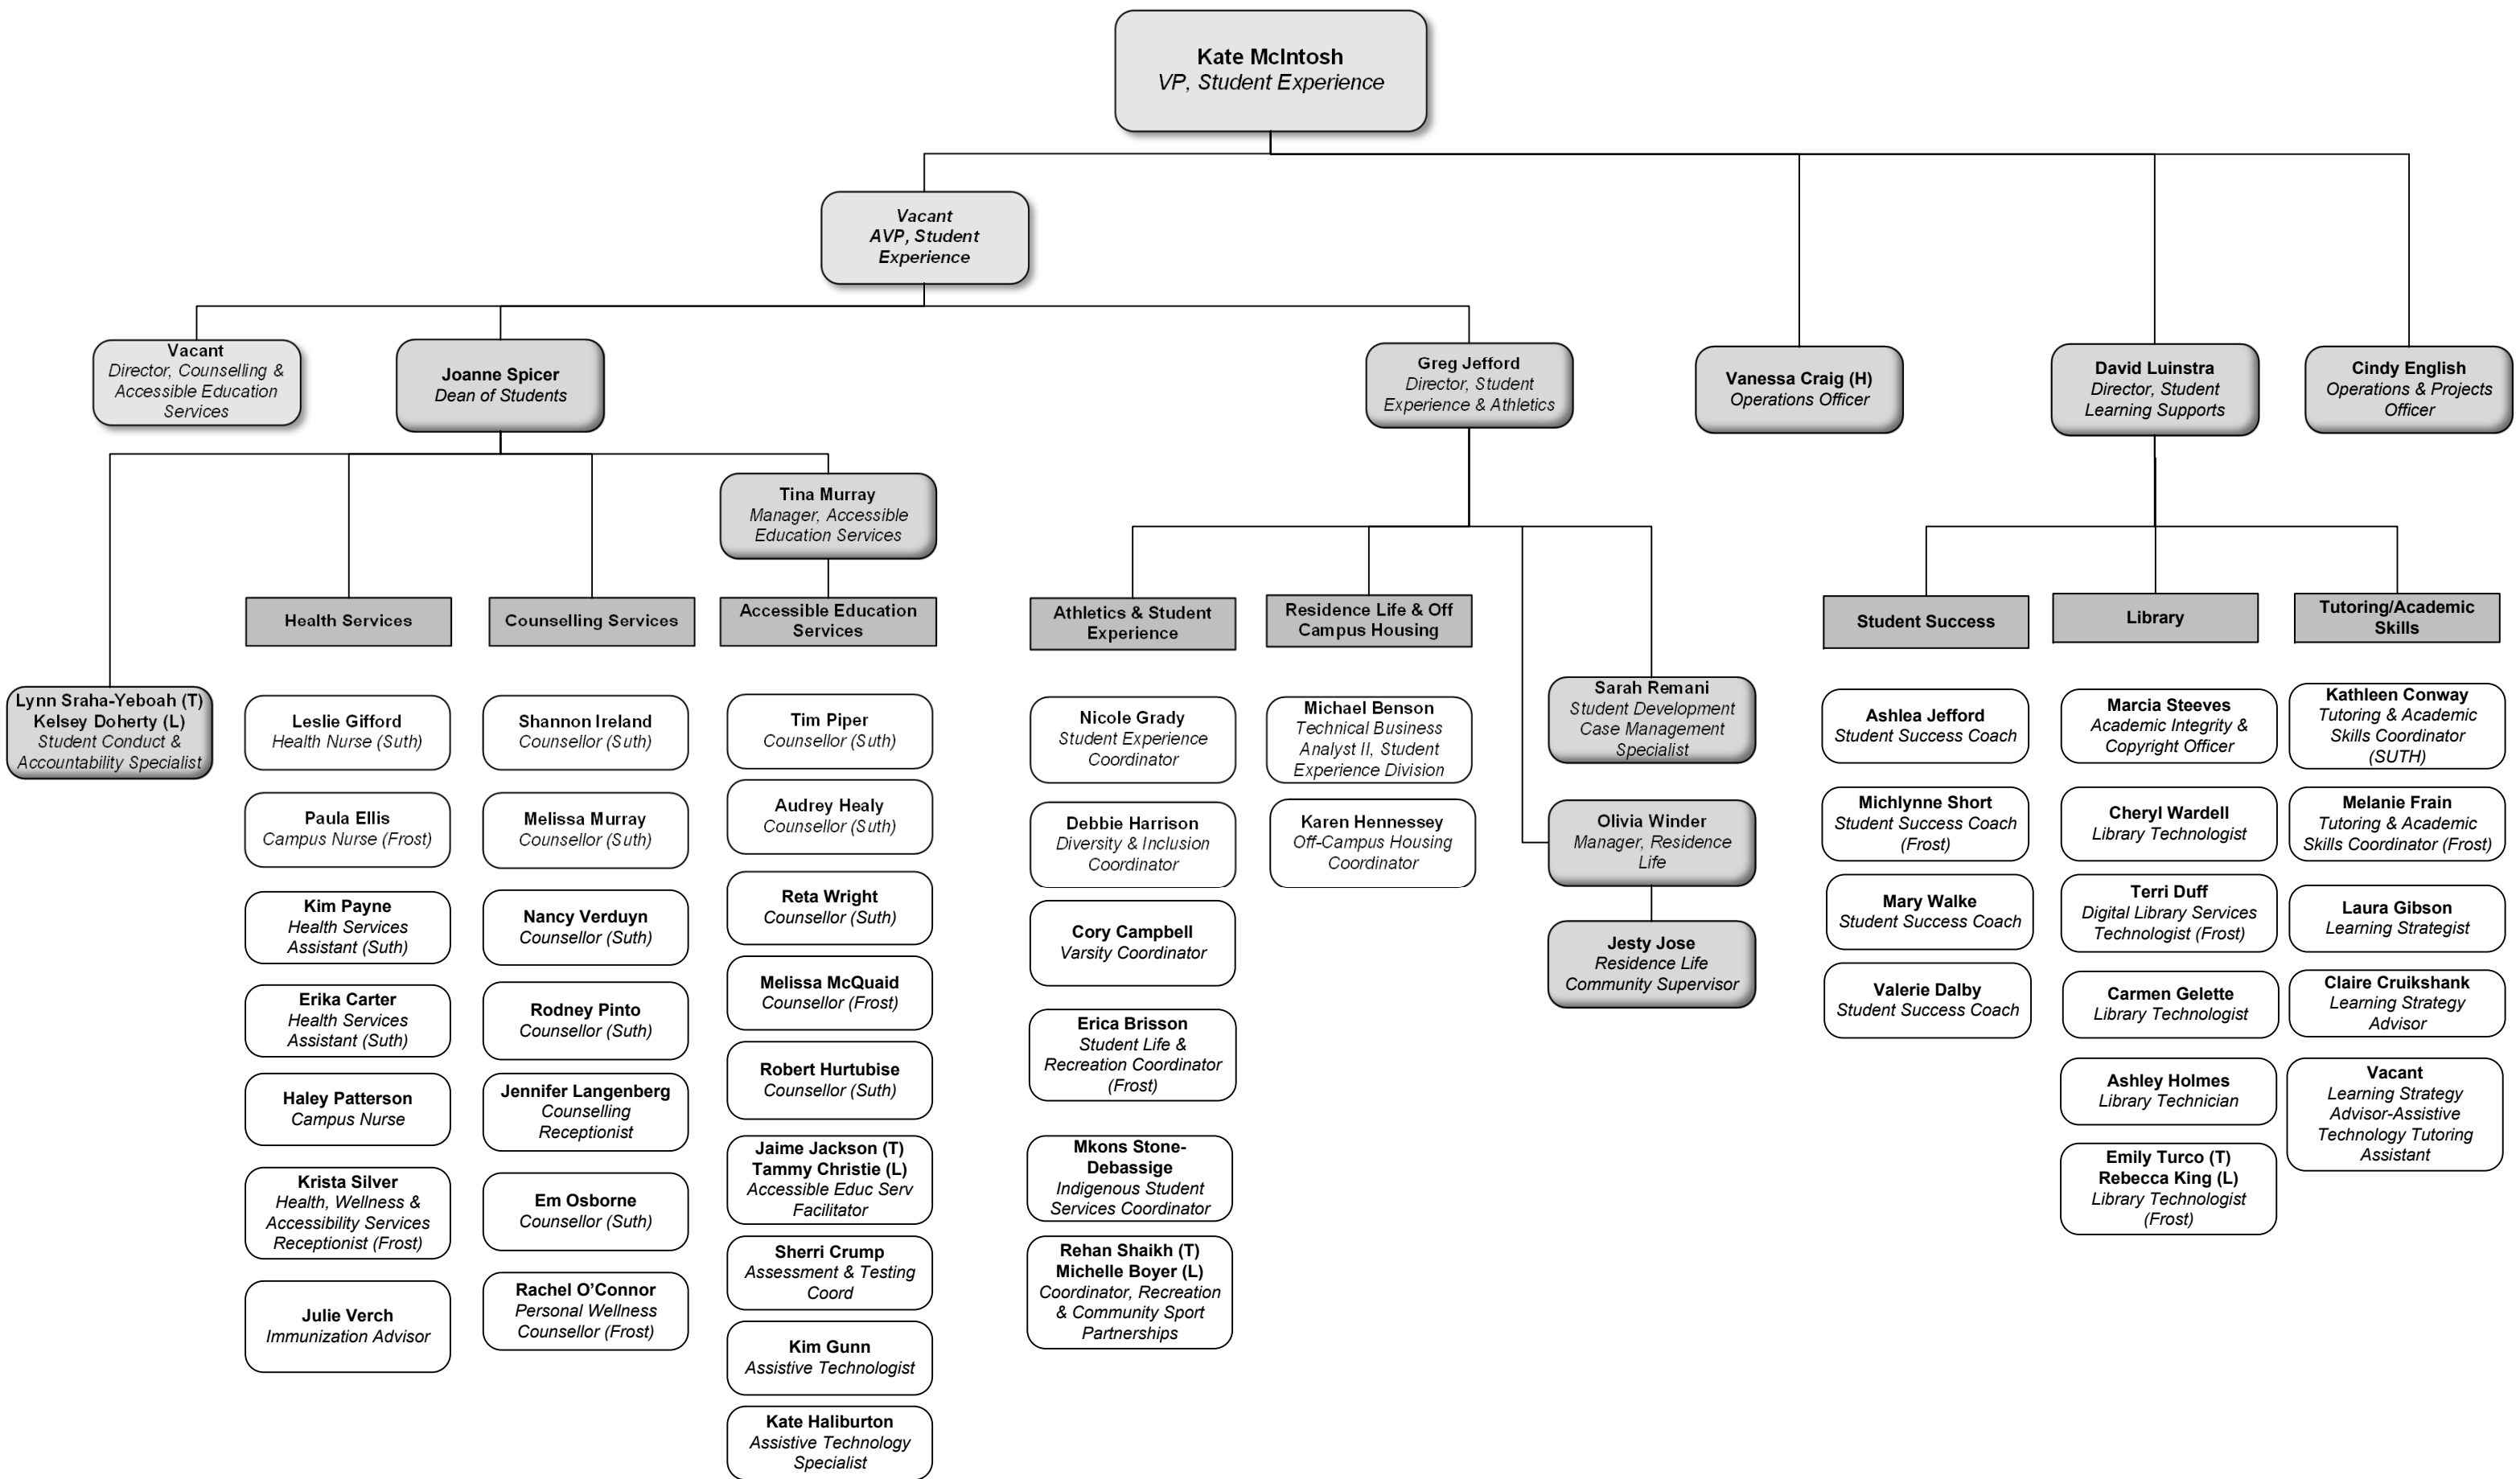 Kate McIntosh
VP, Student Experience
Vacant
AVP, Student
Experience
Vacant
Director, Counselling &
Accessible Education
Services
Joanne Spicer
Dean of Students
Greg Jefford
Director, Student
Experience & Athletics
Vanessa Craig (H)
Operations Officer
David Luinstra
Director, Student
Learning Supports
Cindy English
Operations & Projects
Officer
Tina Murray
Manager, Accessible
Education Services
Lynn Sraha-Yeboah (T)
Kelsey Doherty (L)
Student Conduct &
Accountability Specialist
Health Services
Leslie Gifford
Health Nurse (Suth)
Paula Ellis
Campus Nurse (Frost)
Kim Payne
Health Services
Assistant (Suth)
Erika Carter
Health Services
Assistant (Suth)
Haley Patterson
Campus Nurse
Krista Silver
Health, Wellness &
Accessibility Services
Receptionist (Frost)
Julie Verch
Immunization Advisor
Counselling Services
Shannon Ireland
Counsellor (Suth)
Melissa Murray
Counsellor (Suth)
Nancy Verduyn
Counsellor (Suth)
Rodney Pinto
Counsellor (Suth)
Jennifer Langenberg
Counselling
Receptionist
Em Osborne
Counsellor (Suth)
Rachel O’Connor
Personal Wellness
Counsellor (Frost)
Accessible Education
Services
Tim Piper
Counsellor (Suth)
Audrey Healy
Counsellor (Suth)
Reta Wright
Counsellor (Suth)
Melissa McQuaid
Counsellor (Frost)
Robert Hurtubise
Counsellor (Suth)
Jaime Jackson (T)
Tammy Christie (L)
Accessible Educ Serv
Facilitator
Sherri Crump
Assessment & Testing
Coord
Kim Gunn
Assistive Technologist
Kate Haliburton
Assistive Technology
Specialist
Athletics & Student
Experience
Nicole Grady
Student Experience
Coordinator
Debbie Harrison
Diversity & Inclusion
Coordinator
Cory Campbell
Varsity Coordinator
Erica Brisson
Student Life &
Recreation Coordinator
(Frost)
Mkons Stone-
Debassige
Indigenous Student
Services Coordinator
Rehan Shaikh (T)
Michelle Boyer (L)
Coordinator, Recreation
& Community Sport
Partnerships
Residence Life & Off
Campus Housing
Michael Benson
Technical Business
Analyst II, Student
Experience Division
Karen Hennessey
Off-Campus Housing
Coordinator
Sarah Remani
Student Development
Case Management
Specialist
Olivia Winder
Manager, Residence
Life
Jesty Jose
Residence Life
Community Supervisor
Student Success
Ashlea Jefford
Student Success Coach
Michlynne Short
Student Success Coach
(Frost)
Mary Walke
Student Success Coach
Valerie Dalby
Student Success Coach
Library
Marcia Steeves
Academic Integrity &
Copyright Officer
Cheryl Wardell
Library Technologist
Terri Duff
Digital Library Services
Technologist (Frost)
Carmen Gelette
Library Technologist
Ashley Holmes
Library Technician
Emily Turco (T)
Rebecca King (L)
Library Technologist
(Frost)
Tutoring/Academic
Skills
Kathleen Conway
Tutoring & Academic
Skills Coordinator
(SUTH)
Melanie Frain
Tutoring & Academic
Skills Coordinator (Frost)
Laura Gibson
Learning Strategist
Claire Cruikshank
Learning Strategy
Advisor
Vacant
Learning Strategy
Advisor-Assistive
Technology Tutoring
Assistant